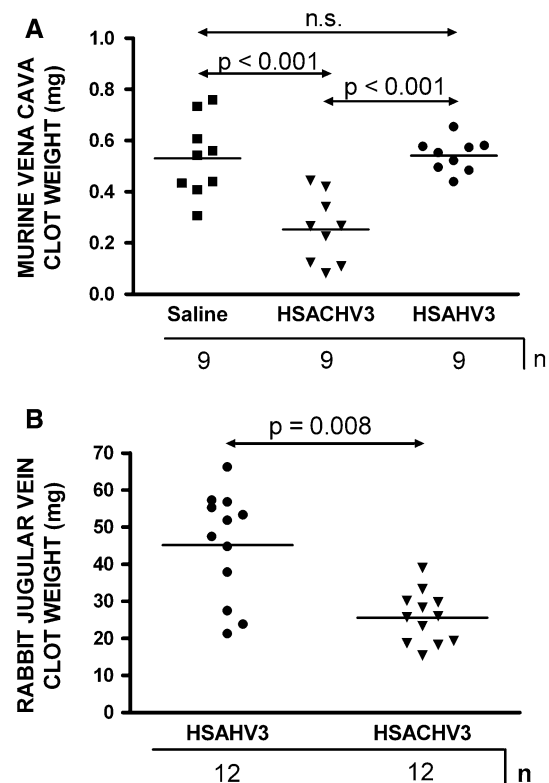 A
n.s.
p < 0.001
p < 0.001
MURINE VENA CAVA
CLOT WEIGHT (mg)
1.0
0.8
0.6
0.4
0.2
0.0
Saline HSACHV3 HSAHV3
9 9 9 n
B
p = 0.008
RABBIT JUGULAR VEIN
CLOT WEIGHT (mg)
70
60
50
40
30
20
10
0
HSAHV3 HSACHV3
12 12 n